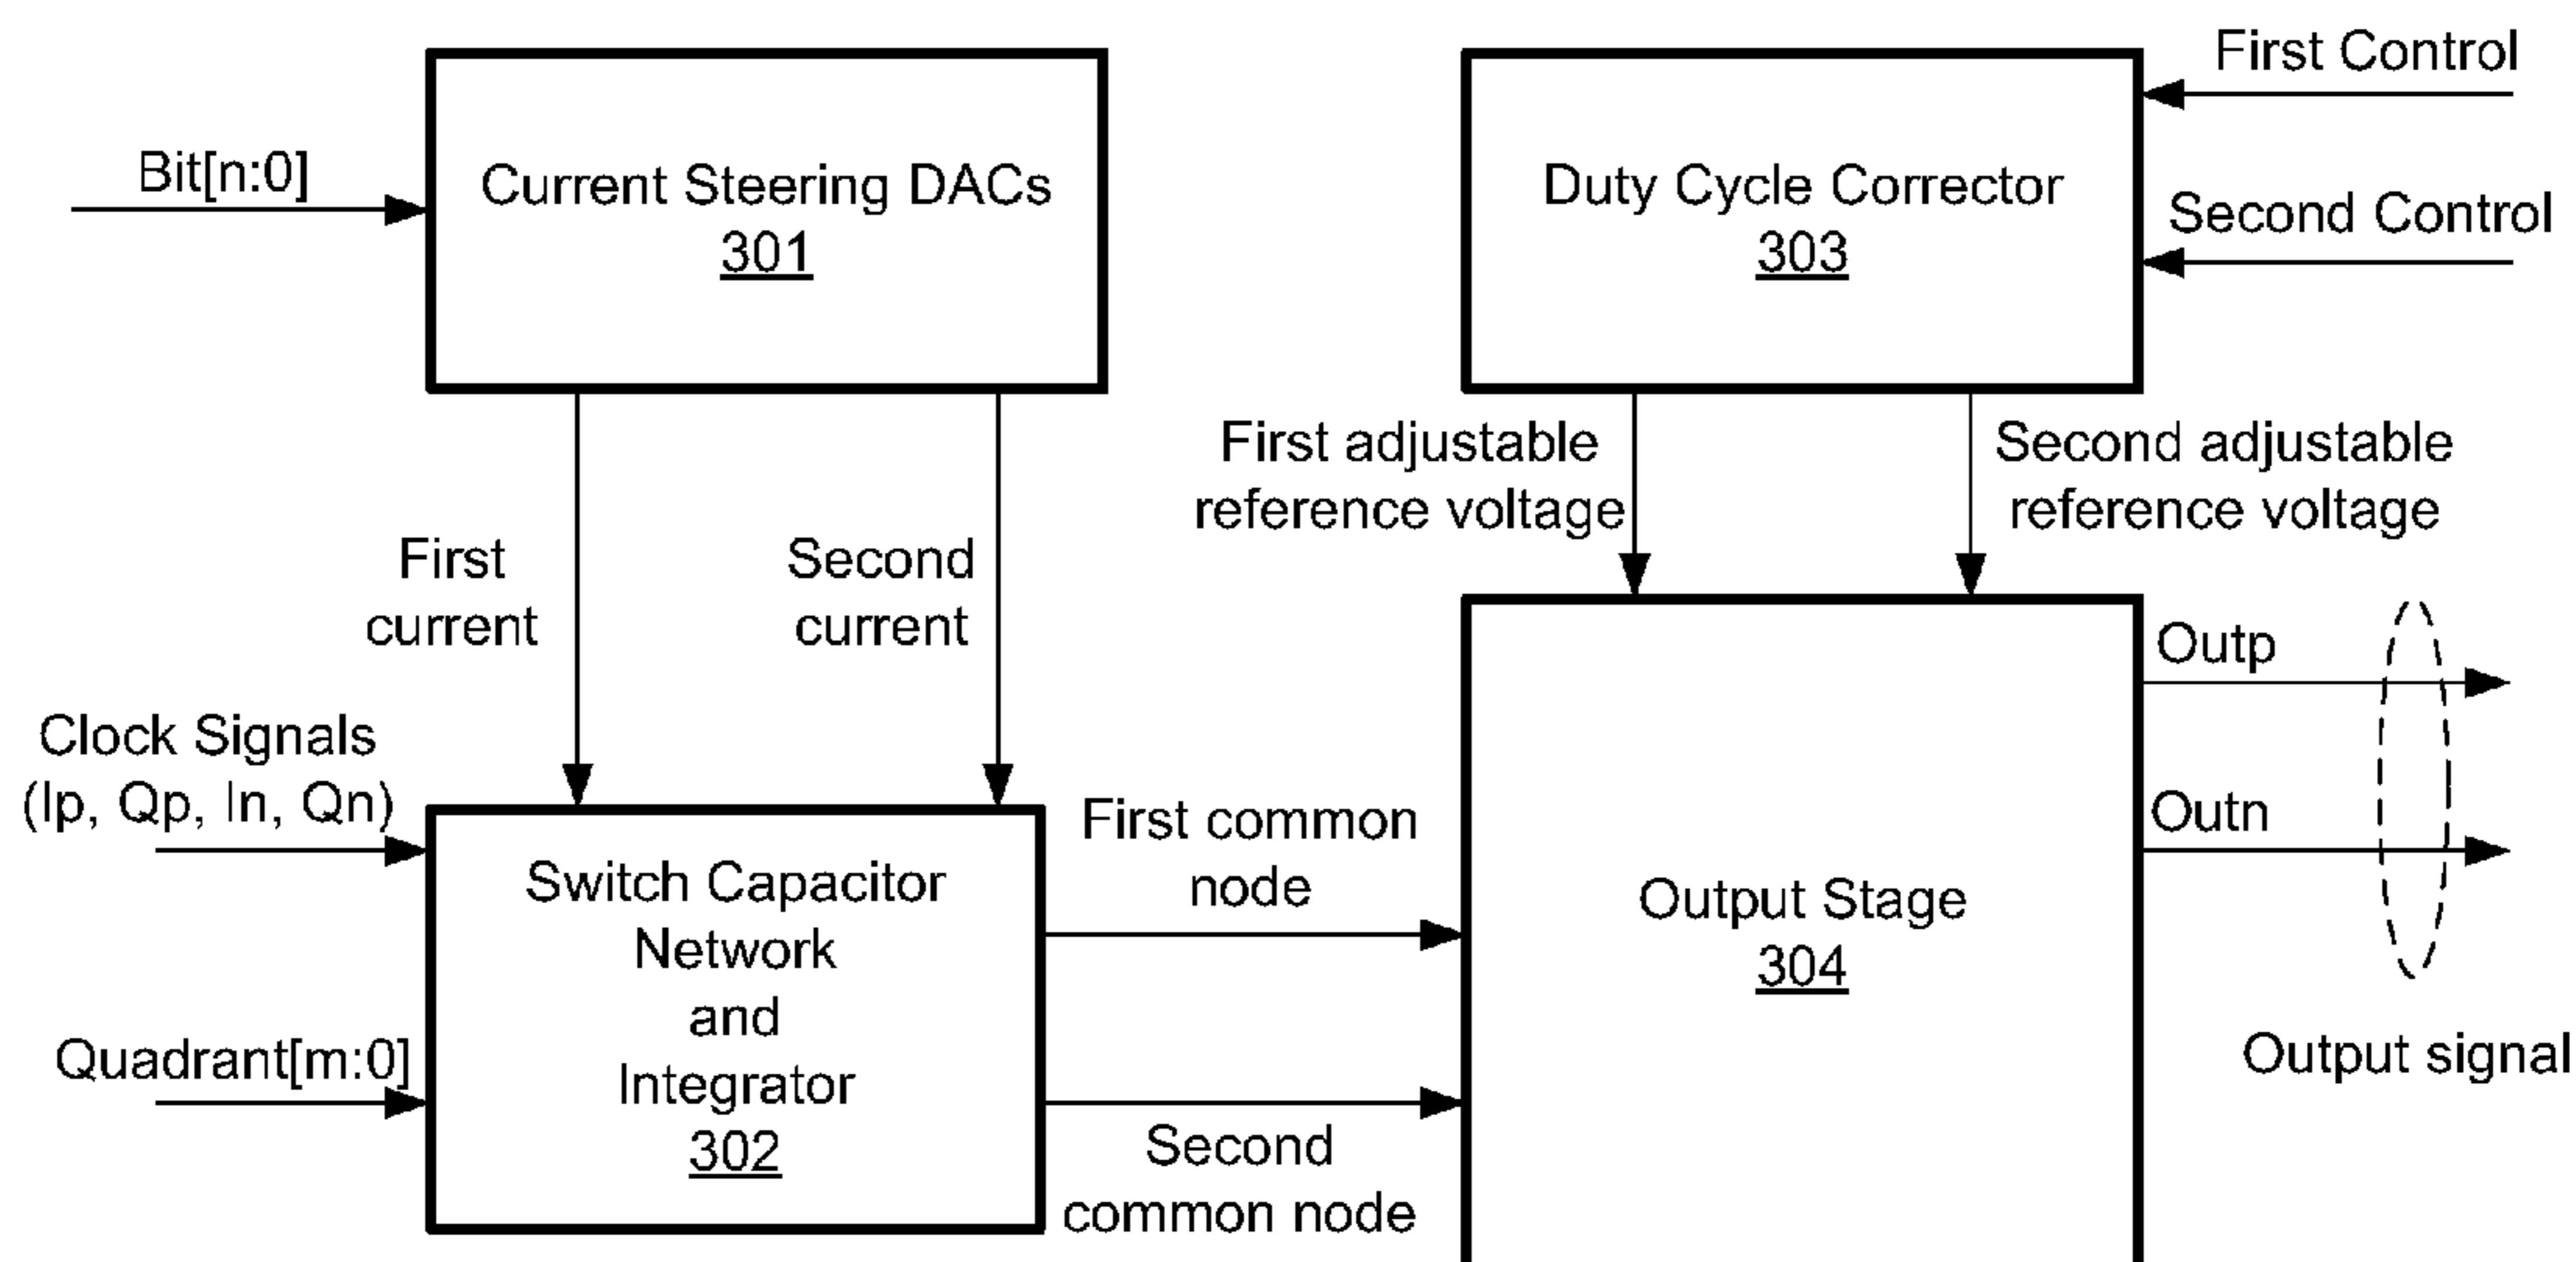 First Control
Bit[n:0]
Current Steering DACs
301
Duty Cycle Corrector
303
Second Control
First adjustable
reference voltage
Second adjustable
reference voltage
First
current
Second
current
Outp
Clock Signals
(Ip, Qp, In, Qn)
First common
node
Outn
Switch Capacitor
Network
and
Integrator
302
Output Stage
304
Quadrant[m:0]
Output signal
Second
common node